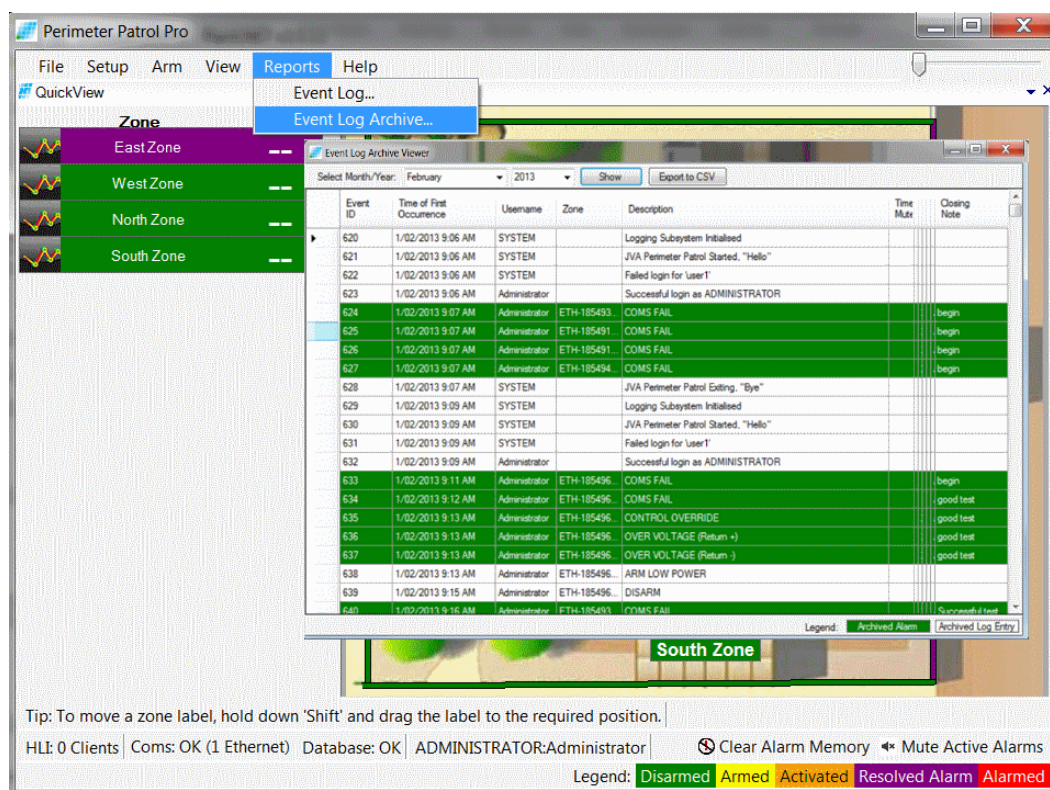 Perimeter Patrol Pro
File Setup Arm View Reports Help
QuickView
Event Log...
Event Log Archive...
Zone
East Zone --
West Zone --
North Zone --
South Zone --
Event Log Archive Viewer
Select Month/Year: February 2013 Show Export to CSV
Event ID Time of First Occurrence Username Zone Description Time Mute Closing Note
620 1/02/2013 9:06 AM SYSTEM Logging Subsystem Initialised
621 1/02/2013 9:06 AM SYSTEM JVA Perimeter Patrol Started, "Hello"
622 1/02/2013 9:06 AM SYSTEM Failed login for 'user1'
623 1/02/2013 9:06 AM Administrator Successful login as ADMINISTRATOR
624 1/02/2013 9:07 AM Administrator ETH-185493... COMS FAIL , begin
625 1/02/2013 9:07 AM Administrator ETH-185491... COMS FAIL , begin
626 1/02/2013 9:07 AM Administrator ETH-185491... COMS FAIL , begin
627 1/02/2013 9:07 AM Administrator ETH-185494... COMS FAIL , begin
628 1/02/2013 9:07 AM SYSTEM JVA Perimeter Patrol Exiting, "Bye"
629 1/02/2013 9:09 AM SYSTEM Logging Subsystem Initialised
630 1/02/2013 9:09 AM SYSTEM JVA Perimeter Patrol Started, "Hello"
631 1/02/2013 9:09 AM SYSTEM Failed login for 'user1'
632 1/02/2013 9:09 AM Administrator Successful login as ADMINISTRATOR
633 1/02/2013 9:11 AM Administrator ETH-185496... COMS FAIL , begin
634 1/02/2013 9:12 AM Administrator ETH-185496... COMS FAIL , good test
635 1/02/2013 9:13 AM Administrator ETH-185496... CONTROL OVERRIDE , good test
636 1/02/2013 9:13 AM Administrator ETH-185496... OVER VOLTAGE (Return +) , good test
637 1/02/2013 9:13 AM Administrator ETH-185496... OVER VOLTAGE (Return -) , good test
638 1/02/2013 9:13 AM Administrator ETH-185496... ARM LOW POWER
639 1/02/2013 9:15 AM Administrator ETH-185496... DISARM
640 1/02/2013 9:16 AM Administrator ETH-185493... COMS FAIL , Successful test
Legend: Archived Alarm Archived Log Entry
South Zone
Tip: To move a zone label, hold down 'Shift' and drag the label to the required position.
HLI: 0 Clients Coms: OK (1 Ethernet) Database: OK ADMINISTRATOR:Administrator Clear Alarm Memory Mute Active Alarms
Legend: Disarmed Armed Activated Resolved Alarm Alarmed